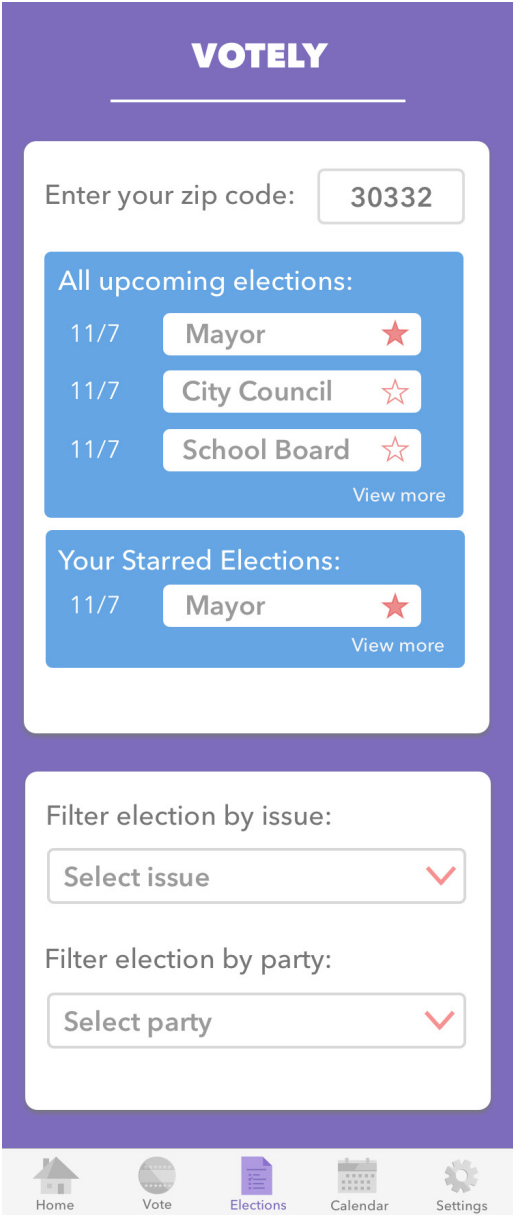 VOTELY
Enter your zip code: 30332
All upcoming elections:
11/7 Mayor
11/7 City Council
11/7 School Board
View more
Your Starred Elections:
11/7 Mayor
View more
Filter election by issue:
Select issue
Filter election by party:
Select party
Home Vote Elections Calendar Settings